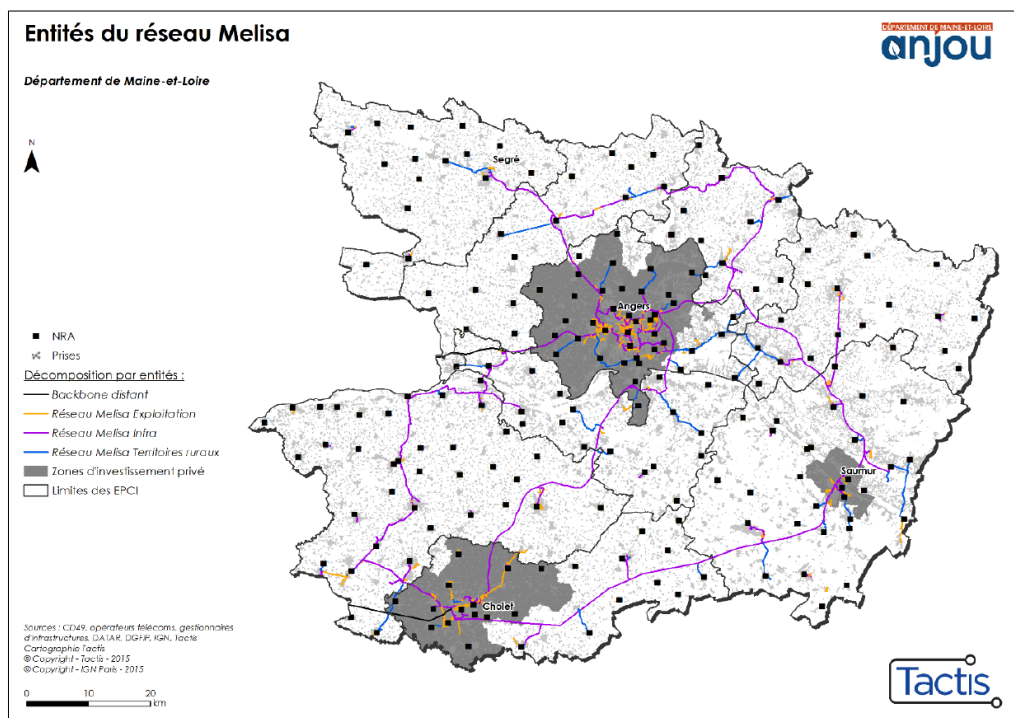 Entités du réseau Melisa
DÉPARTEMENT DE MAINE-ET-LOIRE
anjou
Département de Maine-et-Loire
N
Segré
Angers
Saumur
Cholet
NRA
Prises
Décomposition par entités :
Backbone distant
Réseau Melisa Exploitation
Réseau Melisa Infra
Réseau Melisa Territoires ruraux
Zones d'investissement privé
Limites des EPCI
Sources : CD49, opérateurs télécoms, gestionnaires
d'infrastructures, DATAR, DGFiP, IGN, Tactis
Cartographie Tactis
© Copyright - Tactis - 2015
© Copyright - IGN Paris - 2015
0 10 20
km
Tactis